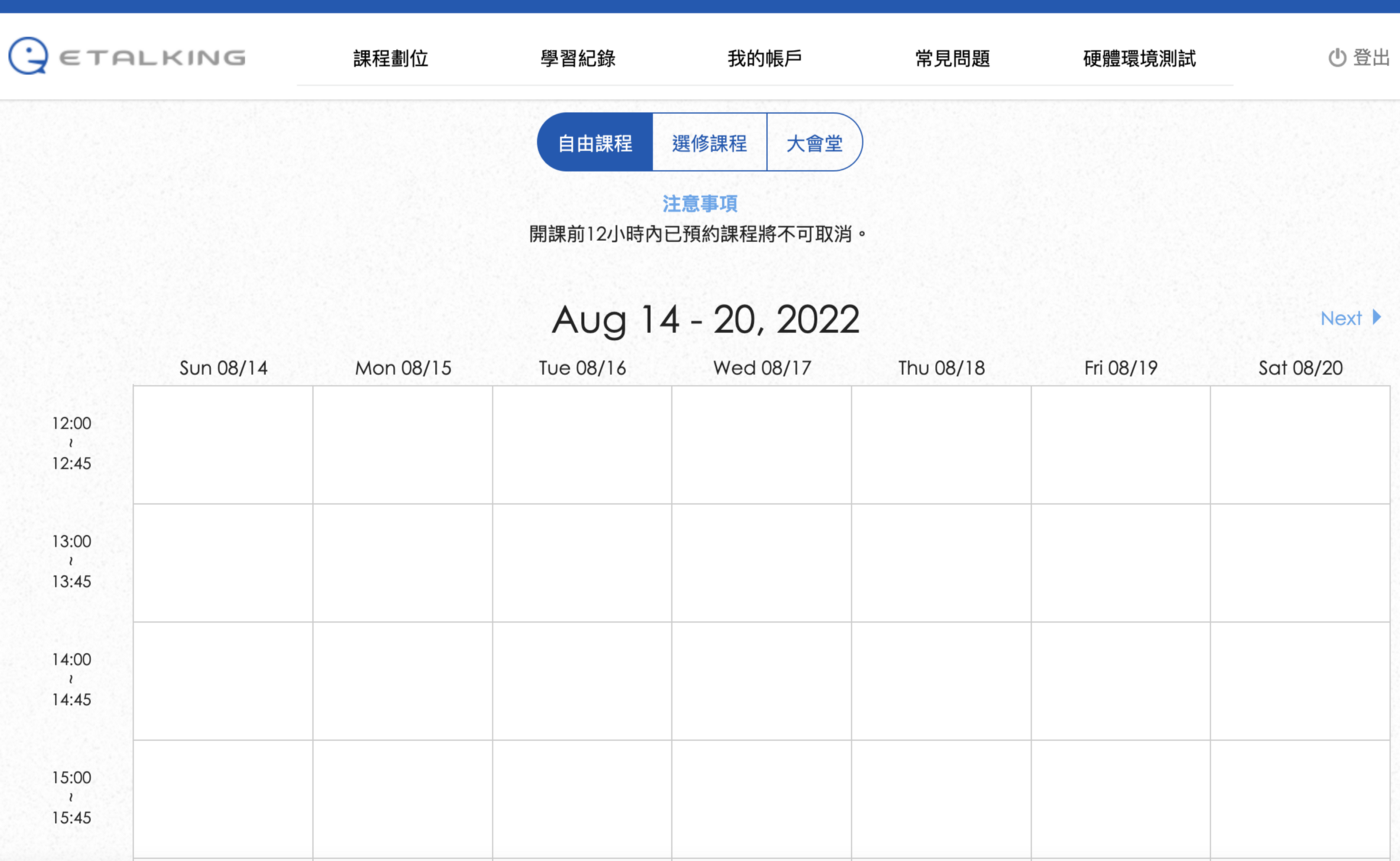 ETALKING 課程劃位 學習紀錄 我的帳戶 常見問題 硬體環境測試 登出
自由課程 選修課程 大會堂
注意事項
開課前12小時內已預約課程將不可取消。
Aug 14 - 20, 2022 Next
Sun 08/14 Mon 08/15 Tue 08/16 Wed 08/17 Thu 08/18 Fri 08/19 Sat 08/20
12:00
~
12:45
13:00
~
13:45
14:00
~
14:45
15:00
~
15:45